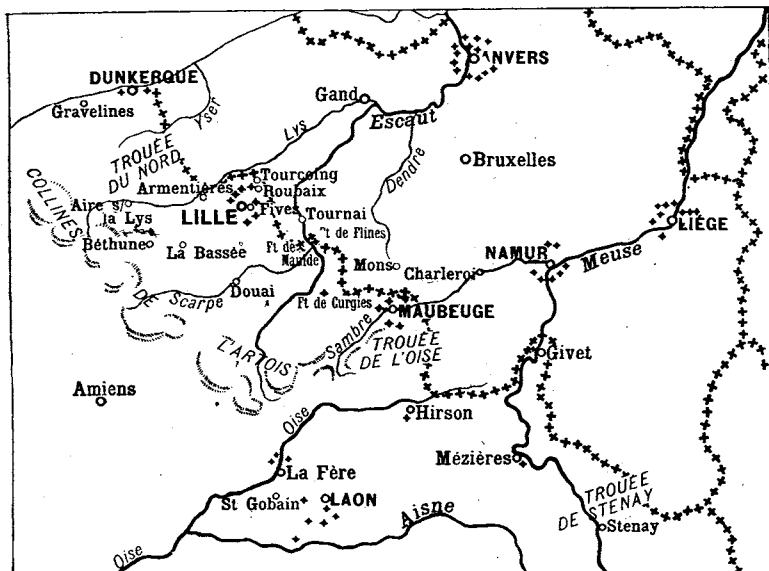 ANVERS
DUNKERQUE
Gravelines
Yser
Gand
Escaut
Lys
TROUÉE
DU NORD
Dendre
Bruxelles
COLLINES
Armentières
Tourcoing
Roubaix
Aire s/
la Lys
LILLE
Fives
Tournai
LIÈGE
Béthune
La Bassée
Ft de Flines
Ft de
Maulde
NAMUR
Meuse
Mons
Charleroi
DE
Scarpe
Douai
Ft de Curgies
MAUBEUGE
Sambre
L'ARTOIS
TROUÉE
DE L'OISE
Givet
Amiens
Oise
Hirson
Mézières
La Fère
St Gobain
LAON
Aisne
TROUÉE
DE STENAY
Stenay
Oise